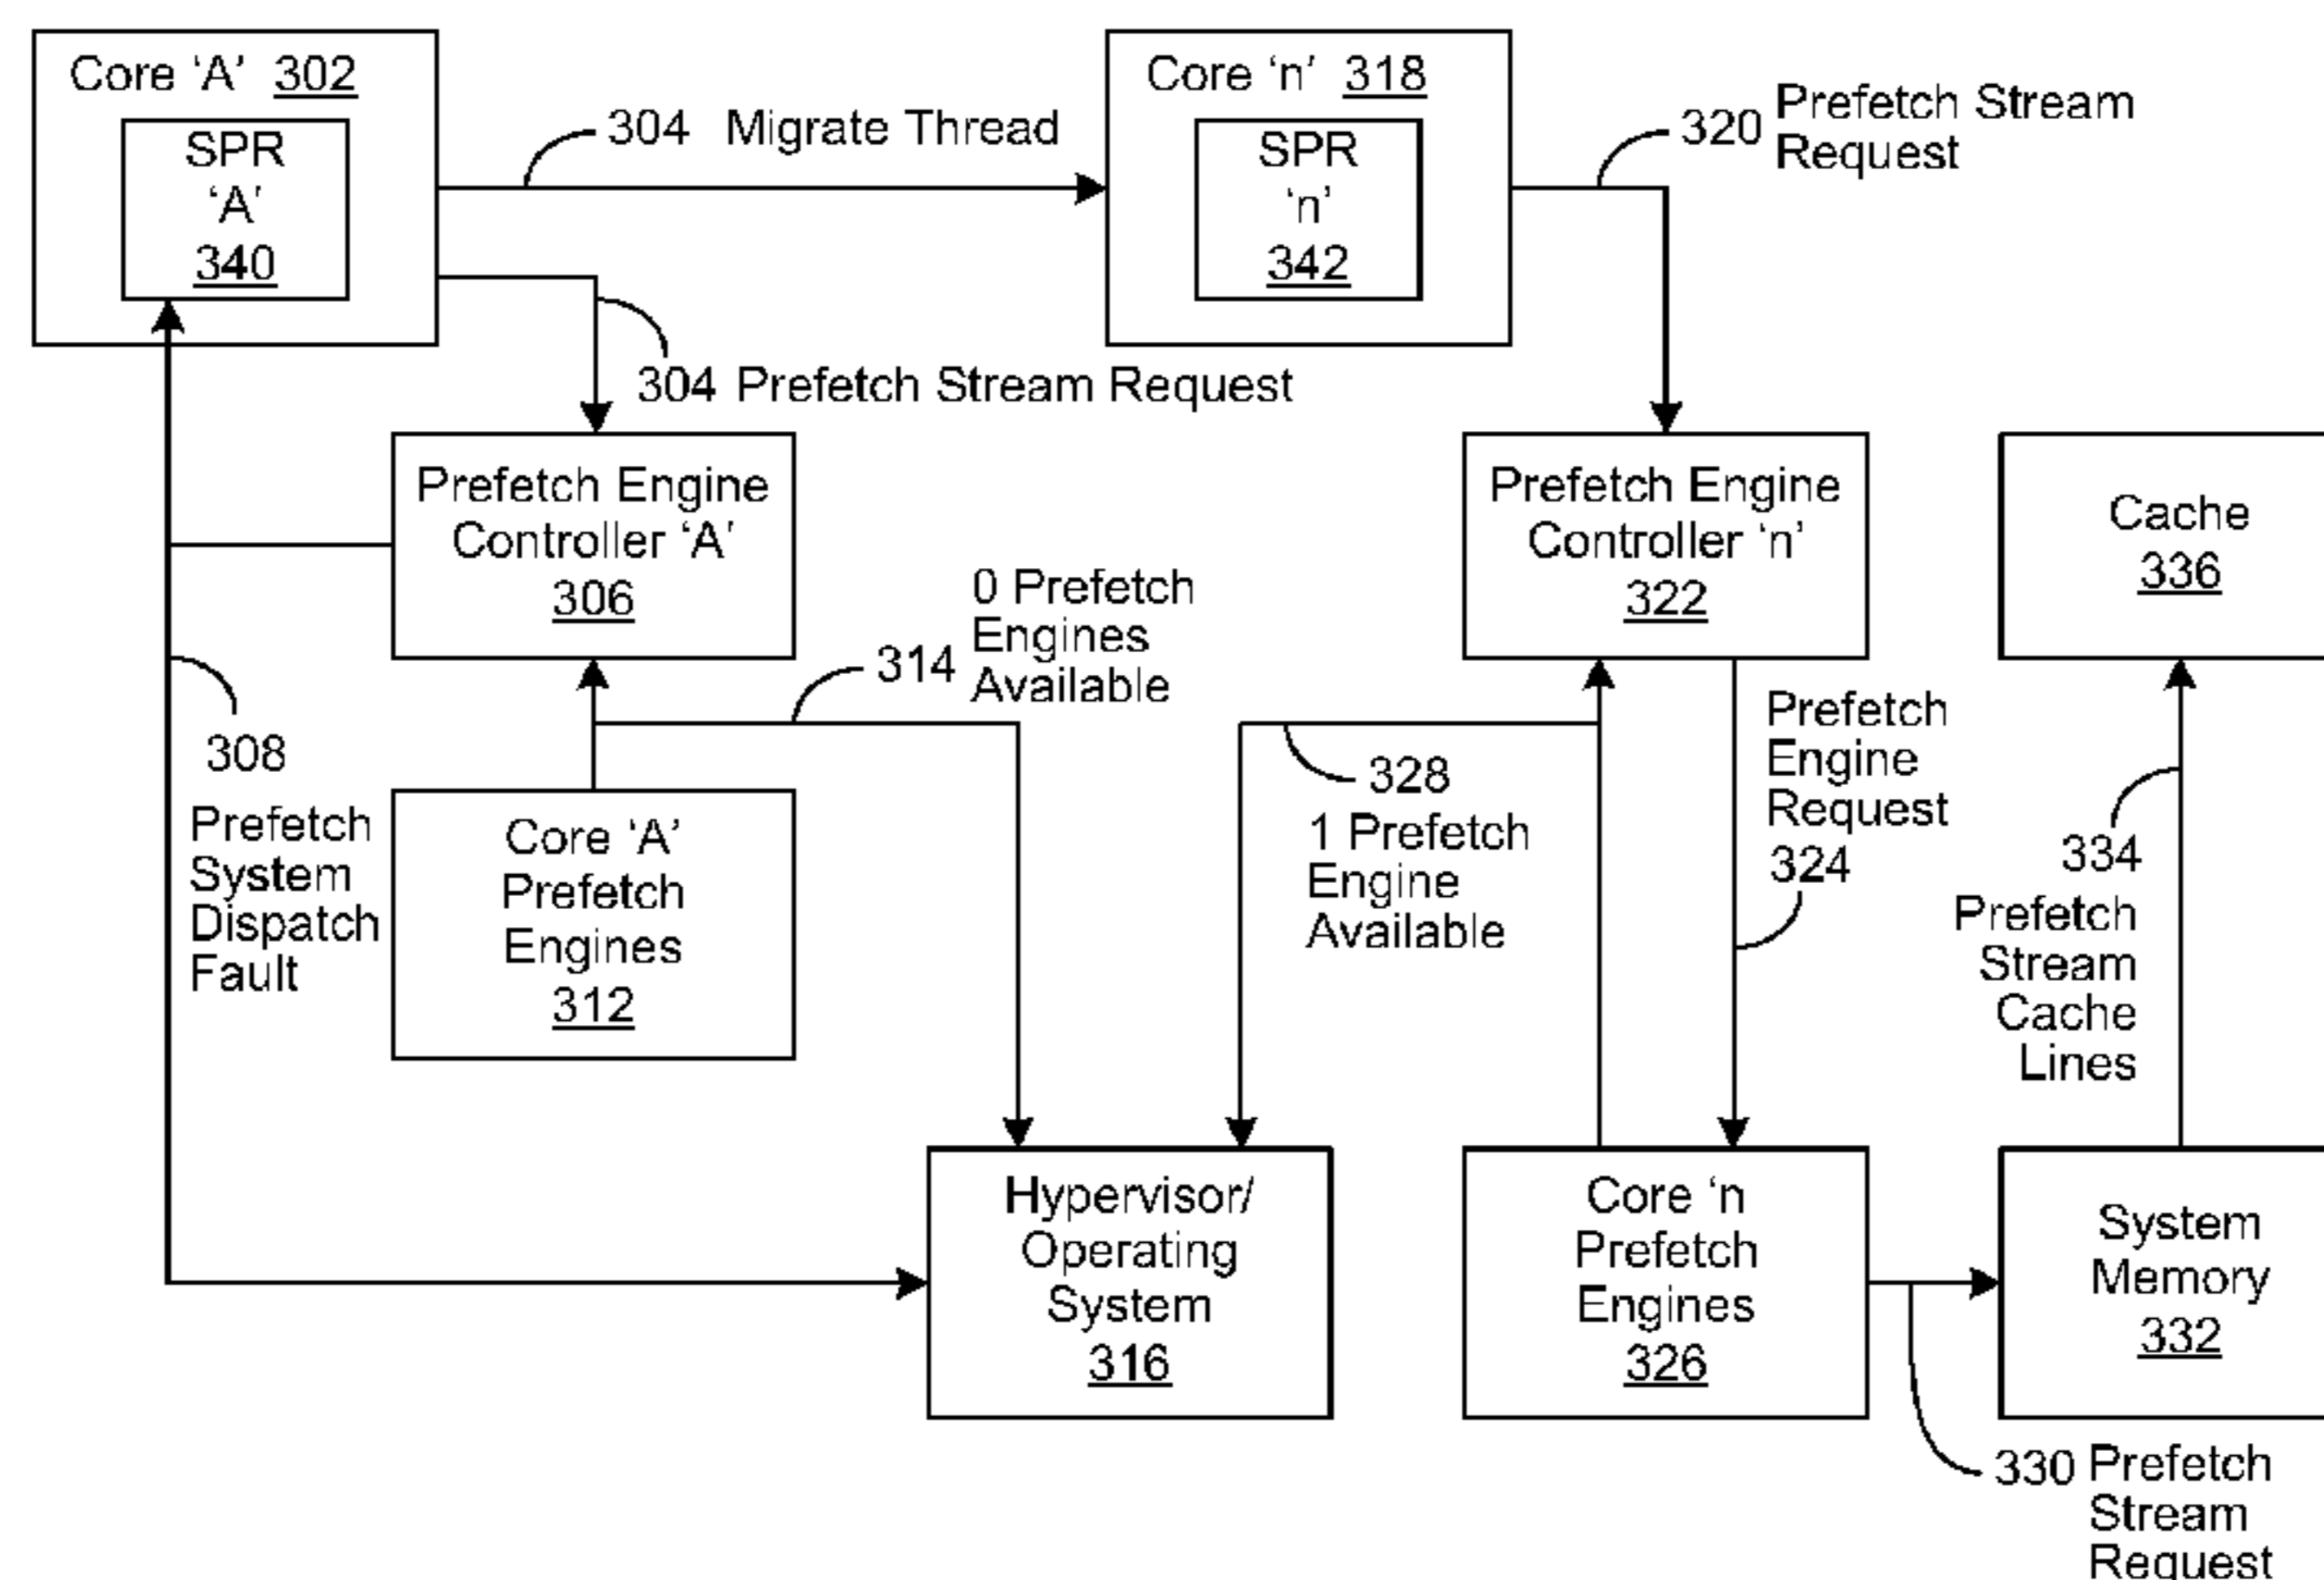 Core ‘A’ 302
SPR
‘A’
340
304 Migrate Thread
Core ‘n’ 318
SPR
‘n’
342
320 Prefetch Stream
Request
304 Prefetch Stream Request
Prefetch Engine
Controller ‘A’
306
Prefetch Engine
Controller ‘n’
322
Cache
336
314 0 Prefetch
Engines
Available
308
Prefetch
System
Dispatch
Fault
Core ‘A’
Prefetch
Engines
312
328
1 Prefetch
Engine
Available
Prefetch
Engine
Request
324
334
Prefetch
Stream
Cache
Lines
Hypervisor/
Operating
System
316
Core ‘n
Prefetch
Engines
326
System
Memory
332
330 Prefetch
Stream
Request